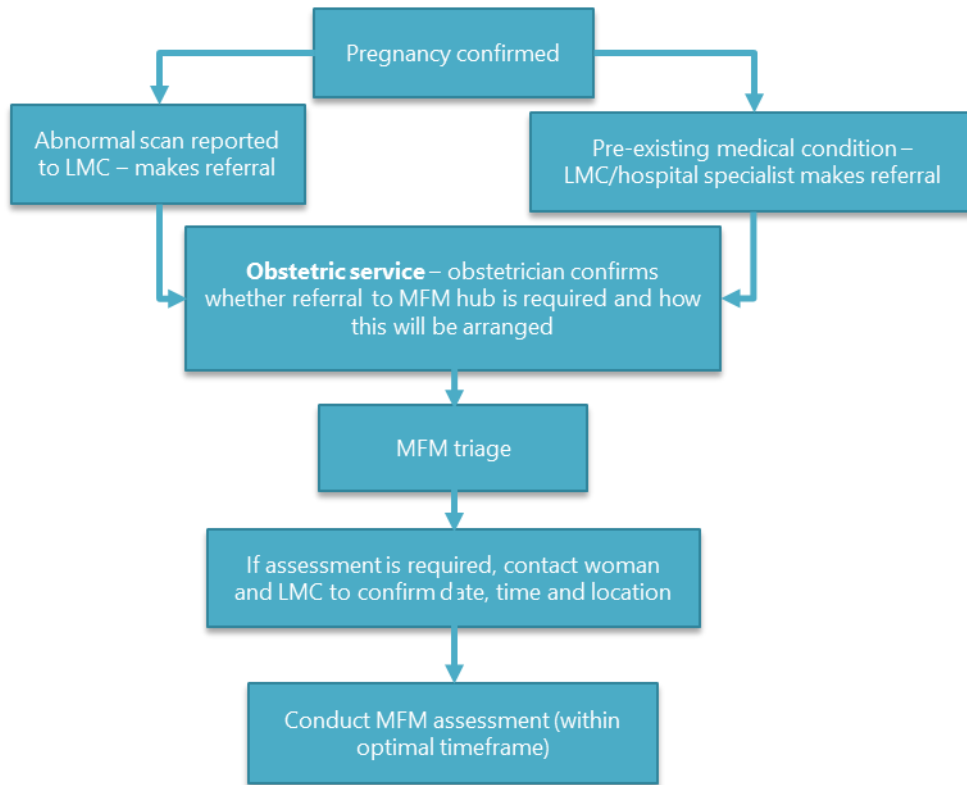 Pregnancy confirmed
Abnormal scan reported
to LMC – makes referral
Pre-existing medical condition –
LMC/hospital specialist makes referral
Obstetric service – obstetrician confirms
whether referral to MFM hub is required and how
this will be arranged
MFM triage
If assessment is required, contact woman
and LMC to confirm date, time and location
Conduct MFM assessment (within
optimal timeframe)